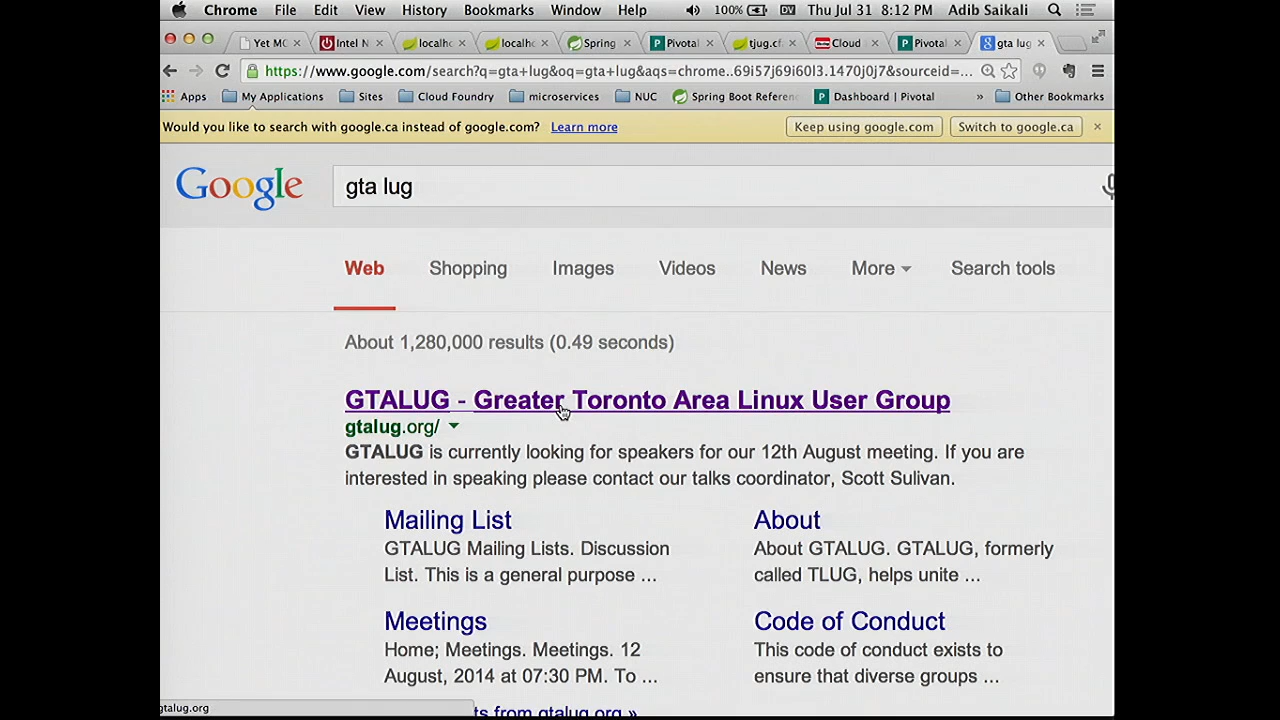 Chrome File Edit View History Bookmarks Window Help 100% Thu Jul 31 8:12 PM Adib Saikali
Yet MC Intel N localho localho Spring Pivotal tjug.cf Cloud Pivotal gta lug
https://www.google.com/search?q=gta+lug&oq=gta+lug&aqs=chrome..69i57j69i60l3.1470j0j7&sourceid=...
Apps My Applications Sites Cloud Foundry microservices NUC Spring Boot Referen Dashboard | Pivotal » Other Bookmarks
Would you like to search with google.ca instead of google.com? Learn more Keep using google.com Switch to google.ca ×
Google gta lug
Web Shopping Images Videos News More Search tools
About 1,280,000 results (0.49 seconds)
GTALUG - Greater Toronto Area Linux User Group
gtalug.org/
GTALUG is currently looking for speakers for our 12th August meeting. If you are
interested in speaking please contact our talks coordinator, Scott Sulivan.
Mailing List
GTALUG Mailing Lists. Discussion
List. This is a general purpose ...
About
About GTALUG. GTALUG, formerly
called TLUG, helps unite ...
Meetings
Home; Meetings. Meetings. 12
August, 2014 at 07:30 PM. To ...
Code of Conduct
This code of conduct exists to
ensure that diverse groups ...
ts from gtalug.org »
gtalug.org